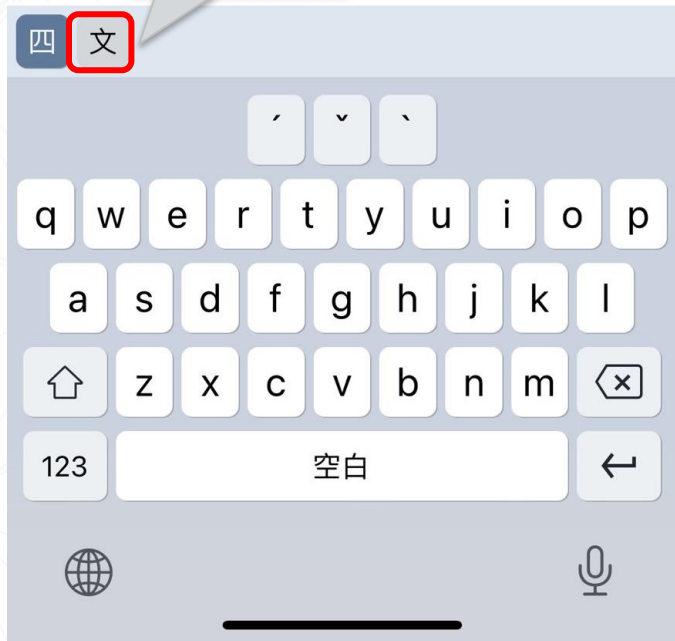 四 文
ˊ ˇ ˋ
q w e r t y u i o p
a s d f g h j k l
z x c v b n m
123 空白